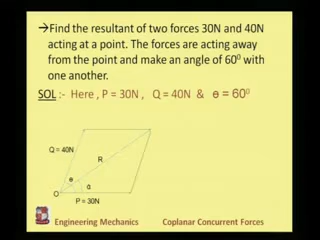 →Find the resultant of two forces 30N and 40N
acting at a point. The forces are acting away
from the point and make an angle of 60⁰ with
one another.
SOL :- Here , P = 30N , Q = 40N & ɵ = 60⁰
Q = 40N
R
ɵ
α
O
P = 30N
Engineering Mechanics Coplanar Concurrent Forces